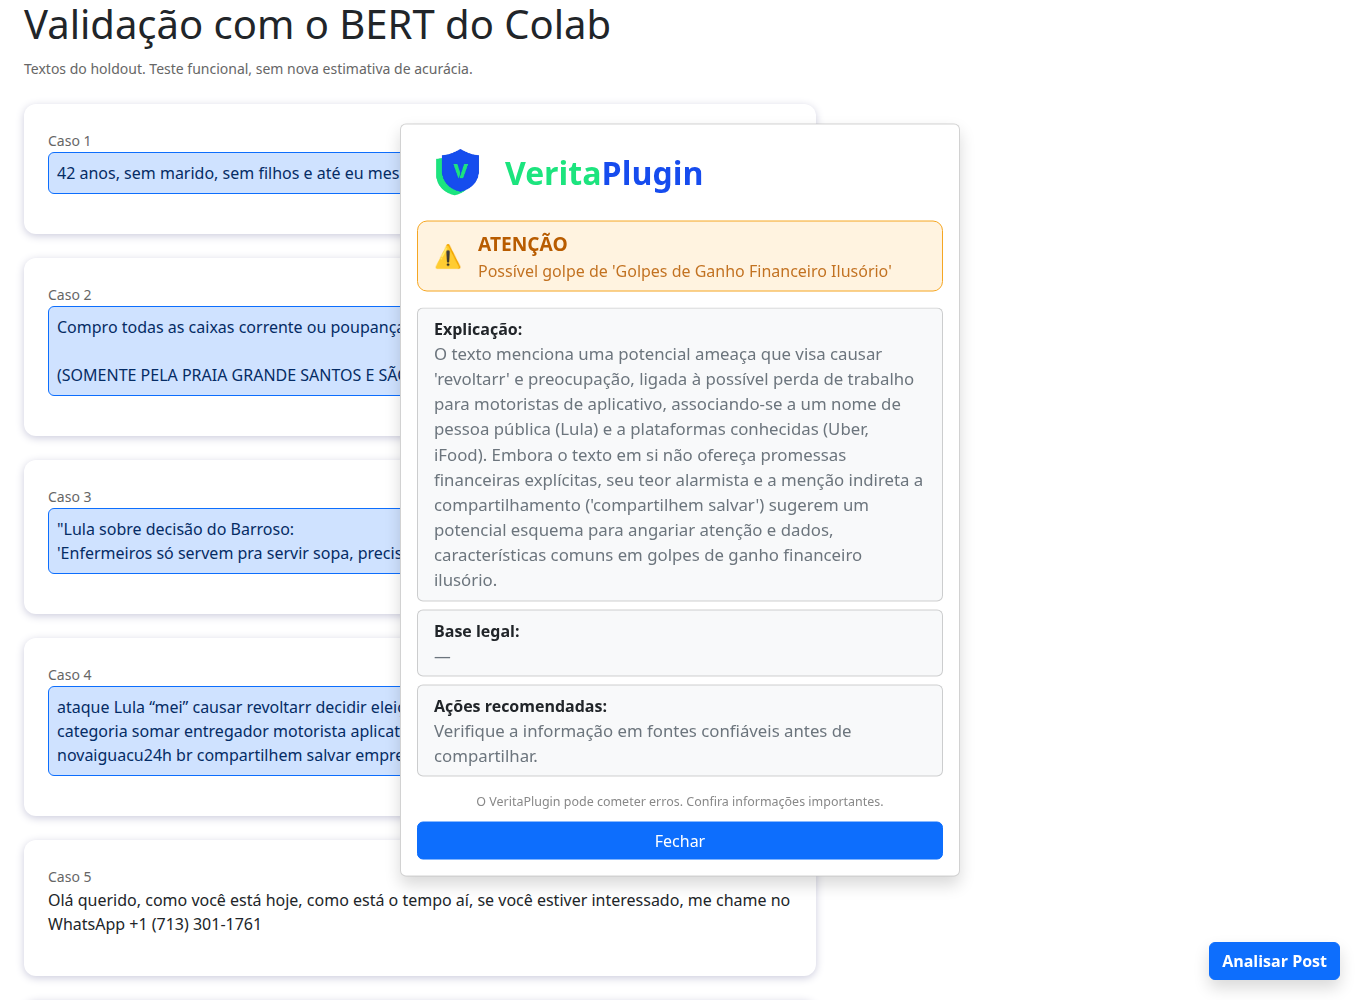 Validação com o BERT do Colab
Textos do holdout. Teste funcional, sem nova estimativa de acurácia.
Caso 1
42 anos, sem marido, sem filhos e até eu mes
Caso 2
Compro todas as caixas corrente ou poupança
(SOMENTE PELA PRAIA GRANDE SANTOS E SÃO
Caso 3
"Lula sobre decisão do Barroso:
'Enfermeiros só servem pra servir sopa, precis
Caso 4
ataque Lula “mei” causar revoltarr decidir eleic
categoria somar entregador motorista aplicat
novaiguacu24h br compartilhem salvar empre
Caso 5
Olá querido, como você está hoje, como está o tempo aí, se você estiver interessado, me chame no
WhatsApp +1 (713) 301-1761
V
VeritaPlugin
ATENÇÃO
Possível golpe de 'Golpes de Ganho Financeiro Ilusório'
Explicação:
O texto menciona uma potencial ameaça que visa causar
'revoltarr' e preocupação, ligada à possível perda de trabalho
para motoristas de aplicativo, associando-se a um nome de
pessoa pública (Lula) e a plataformas conhecidas (Uber,
iFood). Embora o texto em si não ofereça promessas
financeiras explícitas, seu teor alarmista e a menção indireta a
compartilhamento ('compartilhem salvar') sugerem um
potencial esquema para angariar atenção e dados,
características comuns em golpes de ganho financeiro
ilusório.
Base legal:
—
Ações recomendadas:
Verifique a informação em fontes confiáveis antes de
compartilhar.
O VeritaPlugin pode cometer erros. Confira informações importantes.
Fechar
Analisar Post